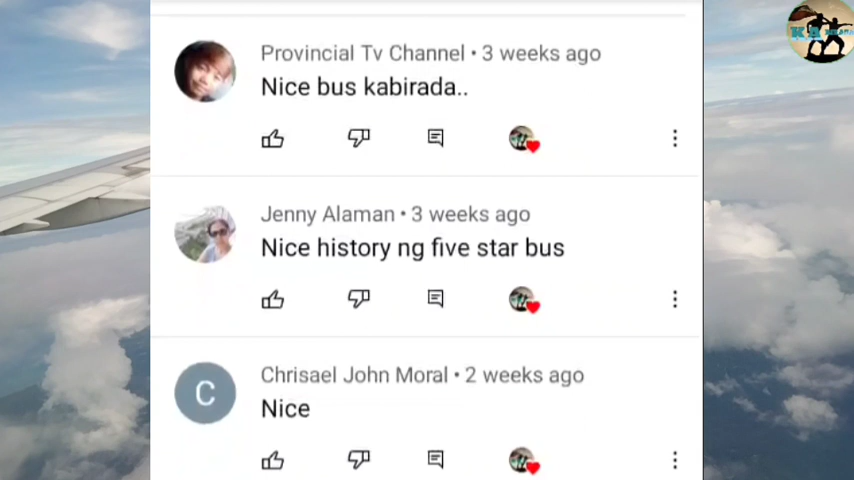 Provincial Tv Channel • 3 weeks ago
Nice bus kabirada..
Jenny Alaman • 3 weeks ago
Nice history ng five star bus
C
Chrisael John Moral • 2 weeks ago
Nice